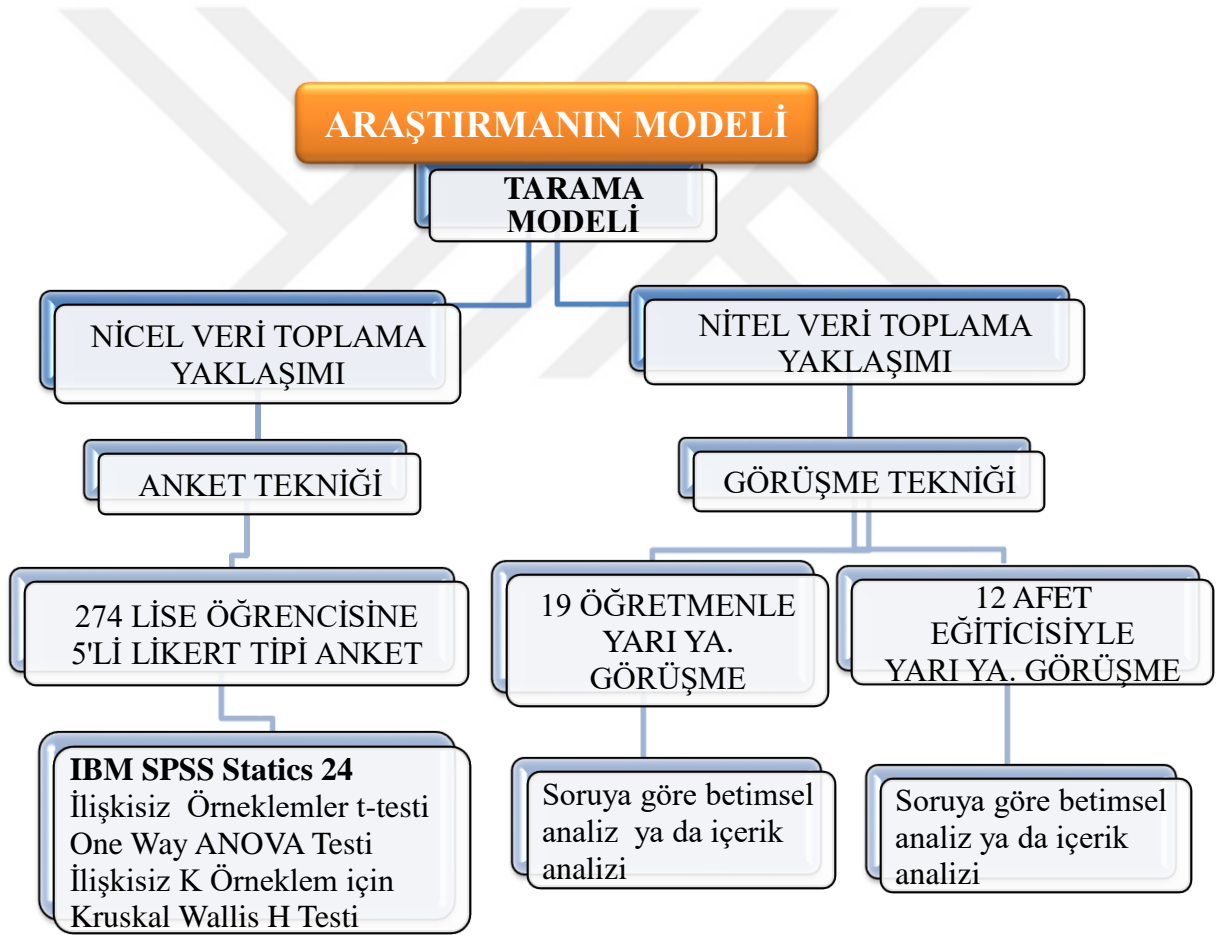 ARAŞTIRMANIN MODELİ
TARAMA
MODELİ
NİCEL VERİ TOPLAMA
YAKLAŞIMI
NİTEL VERİ TOPLAMA
YAKLAŞIMI
ANKET TEKNİĞİ
GÖRÜŞME TEKNİĞİ
274 LİSE ÖĞRENCİSİNE
5'Lİ LİKERT TİPİ ANKET
19 ÖĞRETMENLE
YARI YA.
GÖRÜŞME
12 AFET
EĞİTİCİSİYLE
YARI YA. GÖRÜŞME
IBM SPSS Statics 24
İlişkisiz Örneklemler t-testi
One Way ANOVA Testi
İlişkisiz K Örneklem için
Kruskal Wallis H Testi
Soruya göre betimsel
analiz ya da içerik
analizi
Soruya göre betimsel
analiz ya da içerik
analizi